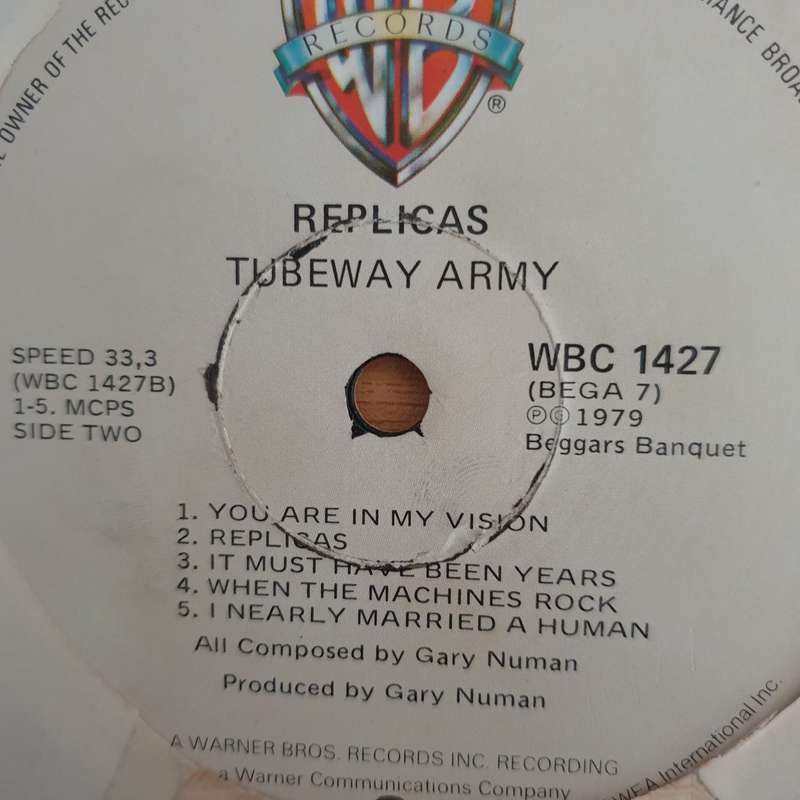 OWNER OF THE
BROA
RECORDS
WB
®
REPLICAS
TUBEWAY ARMY
SPEED 33,3
(WBC 1427B)
1-5. MCPS
SIDE TWO
WBC 1427
(BEGA 7)
℗© 1979
Beggars Banquet
1. YOU ARE IN MY VISION
2. REPLICAS
3. IT MUST HAVE BEEN YEARS
4. WHEN THE MACHINES ROCK
5. I NEARLY MARRIED A HUMAN
All Composed by Gary Numan
Produced by Gary Numan
A WARNER BROS. RECORDS INC. RECORDING
a Warner Communications Company
WEA International Inc.